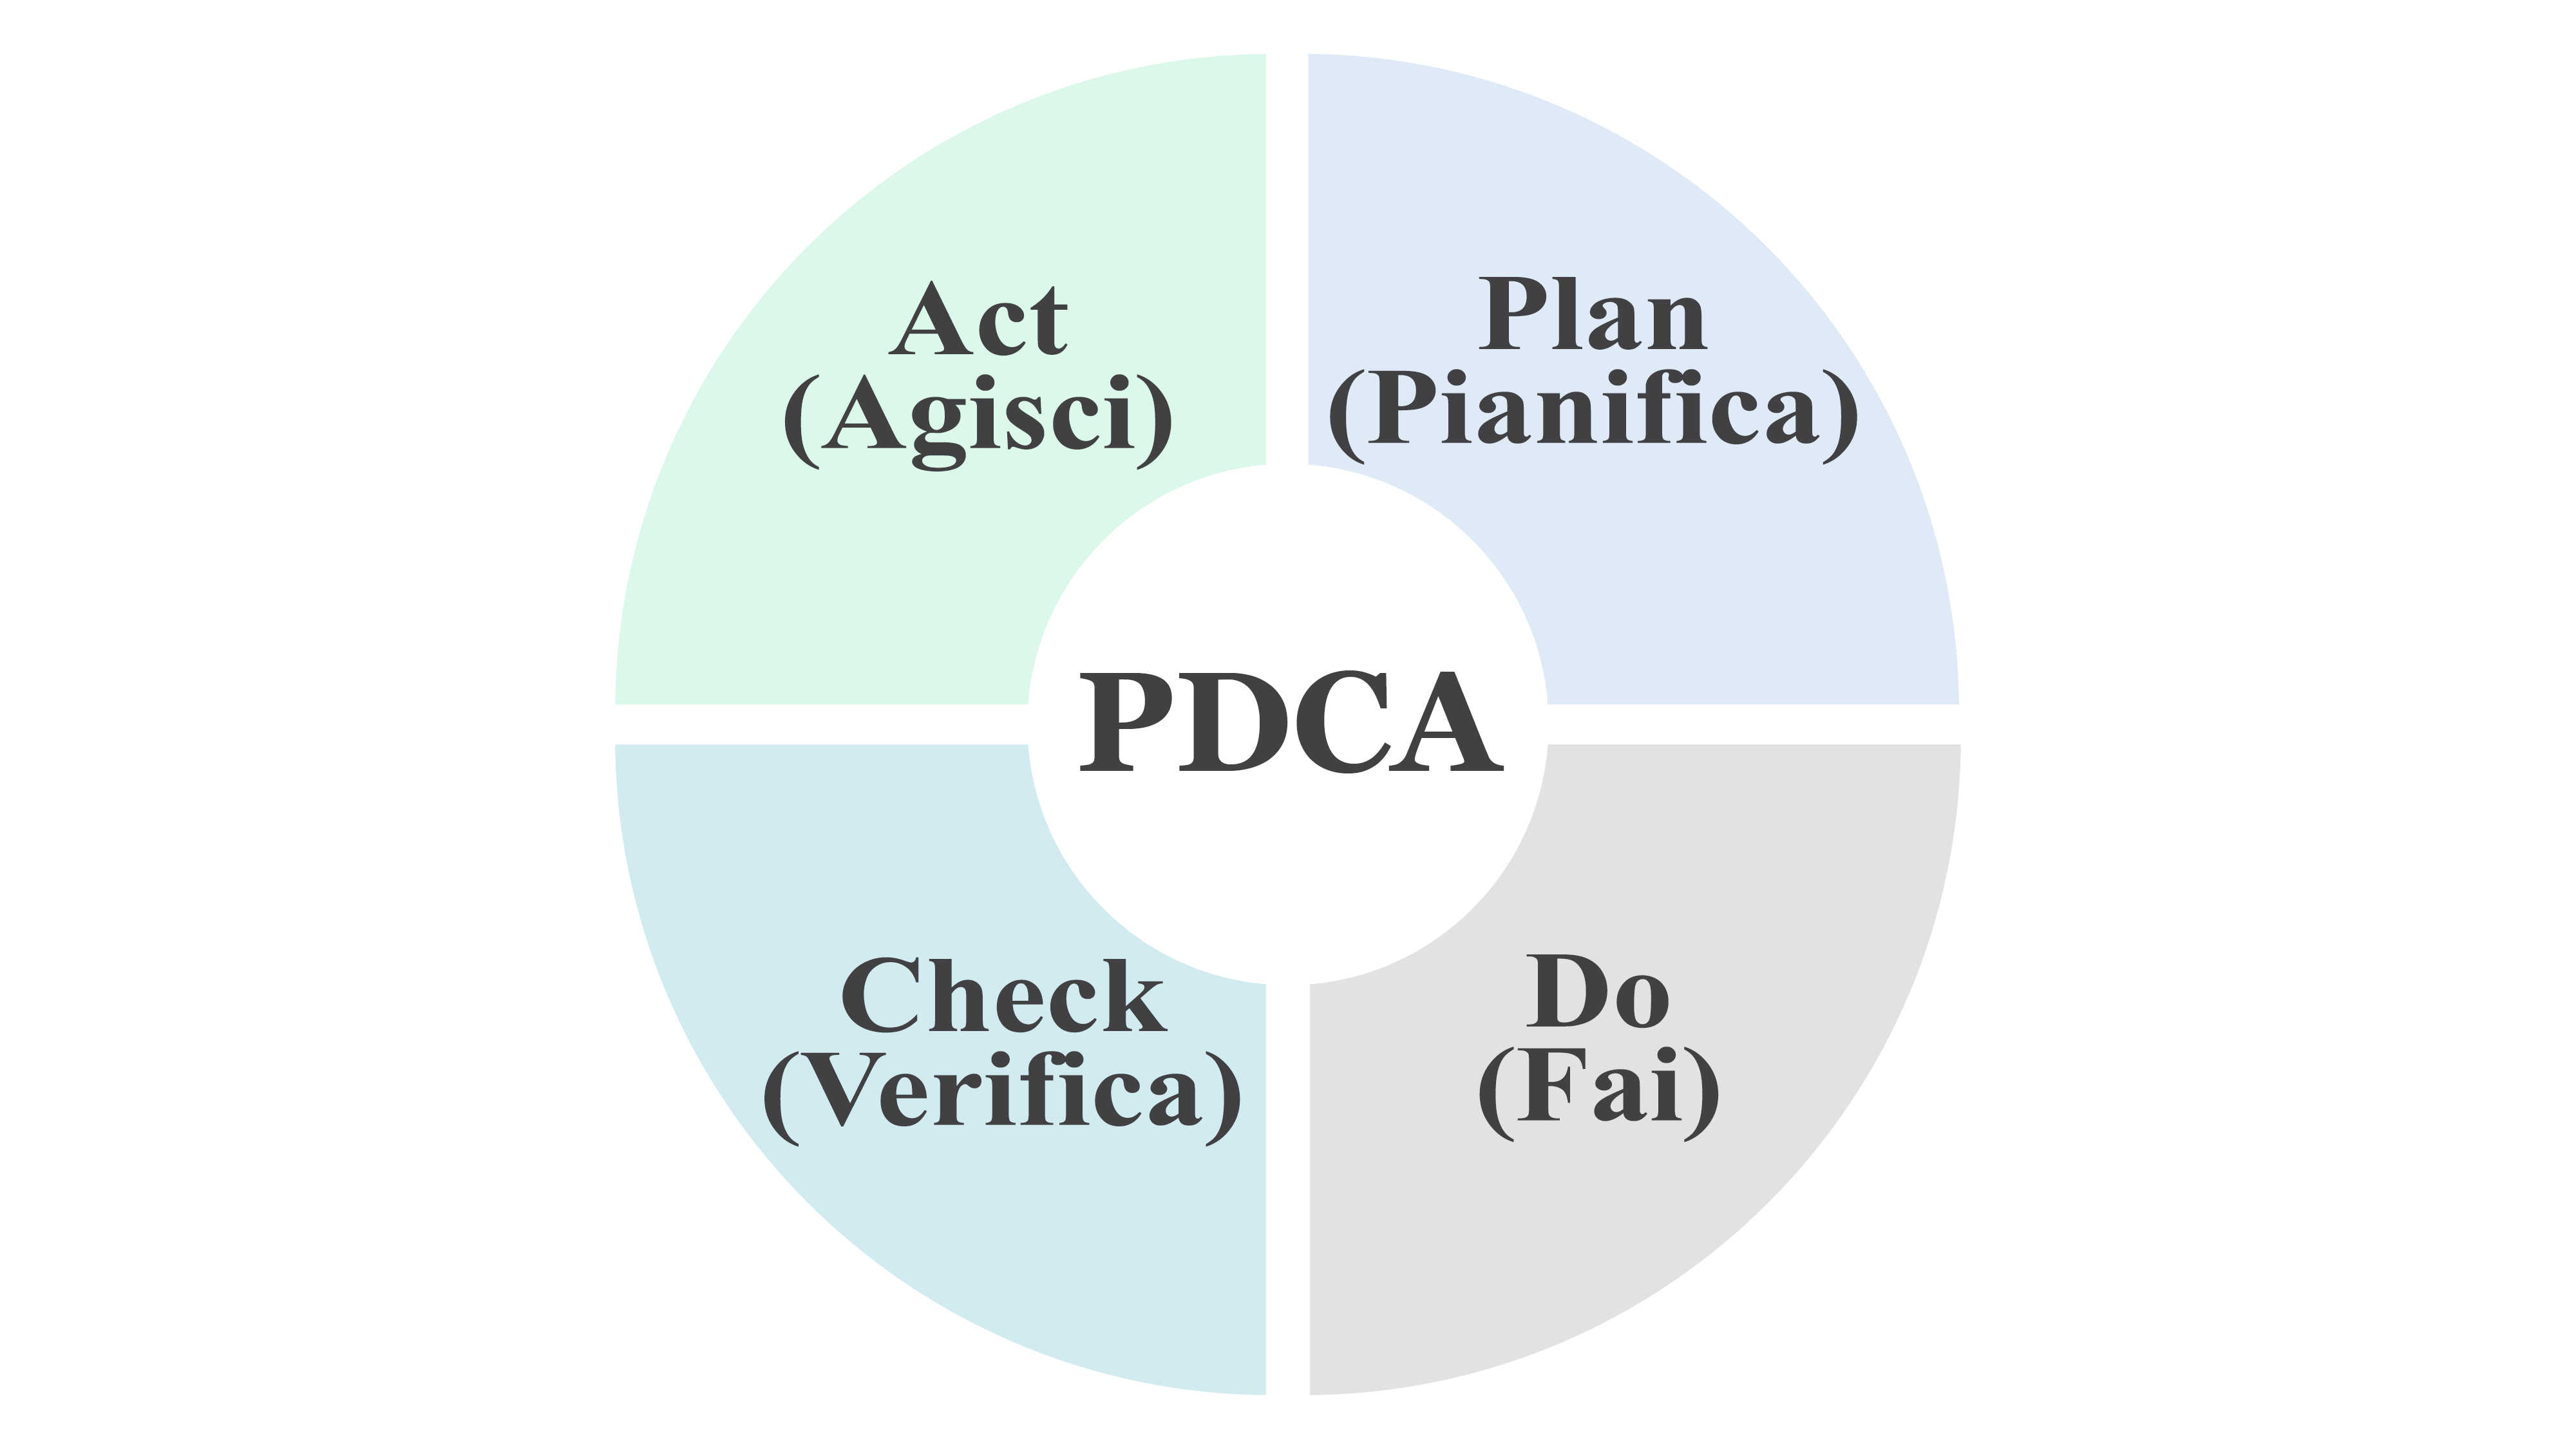 Act
(Agisci)
Plan
(Pianifica)
PDCA
Check
(Verifica)
Do
(Fai)